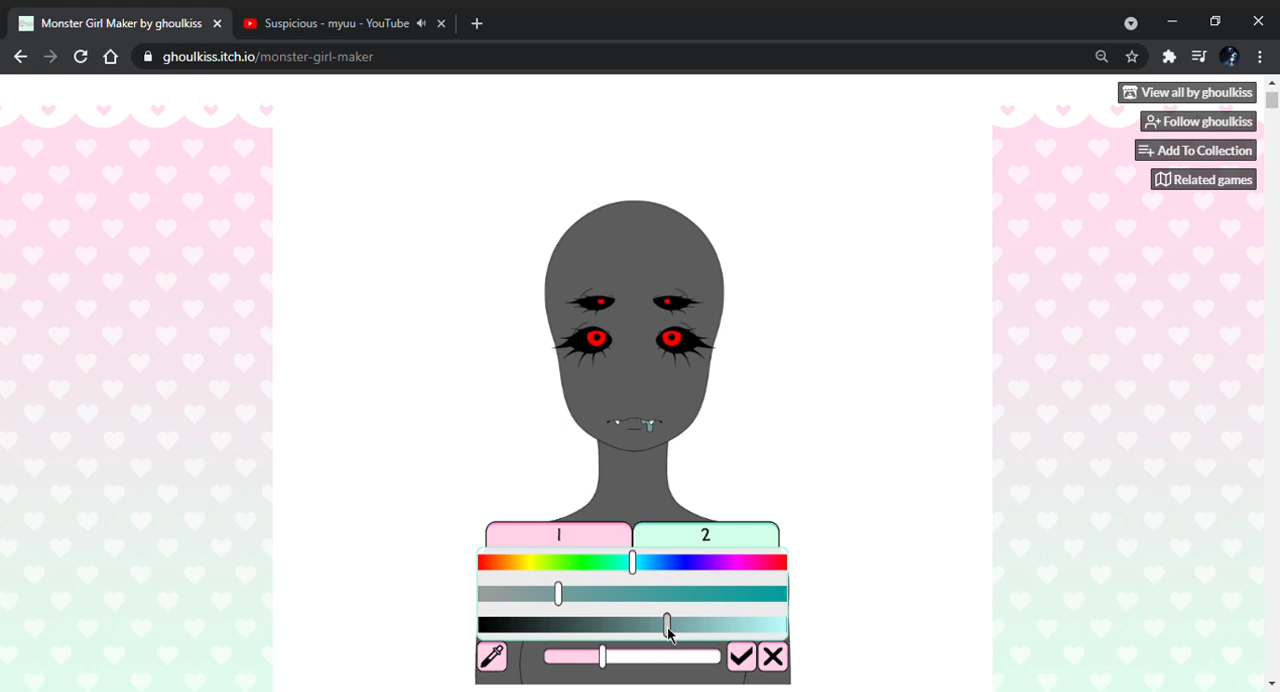 Monster Girl Maker by ghoulkiss
Suspicious - myuu - YouTube
ghoulkiss.itch.io/monster-girl-maker
View all by ghoulkiss
Follow ghoulkiss
Add To Collection
Related games
1 2